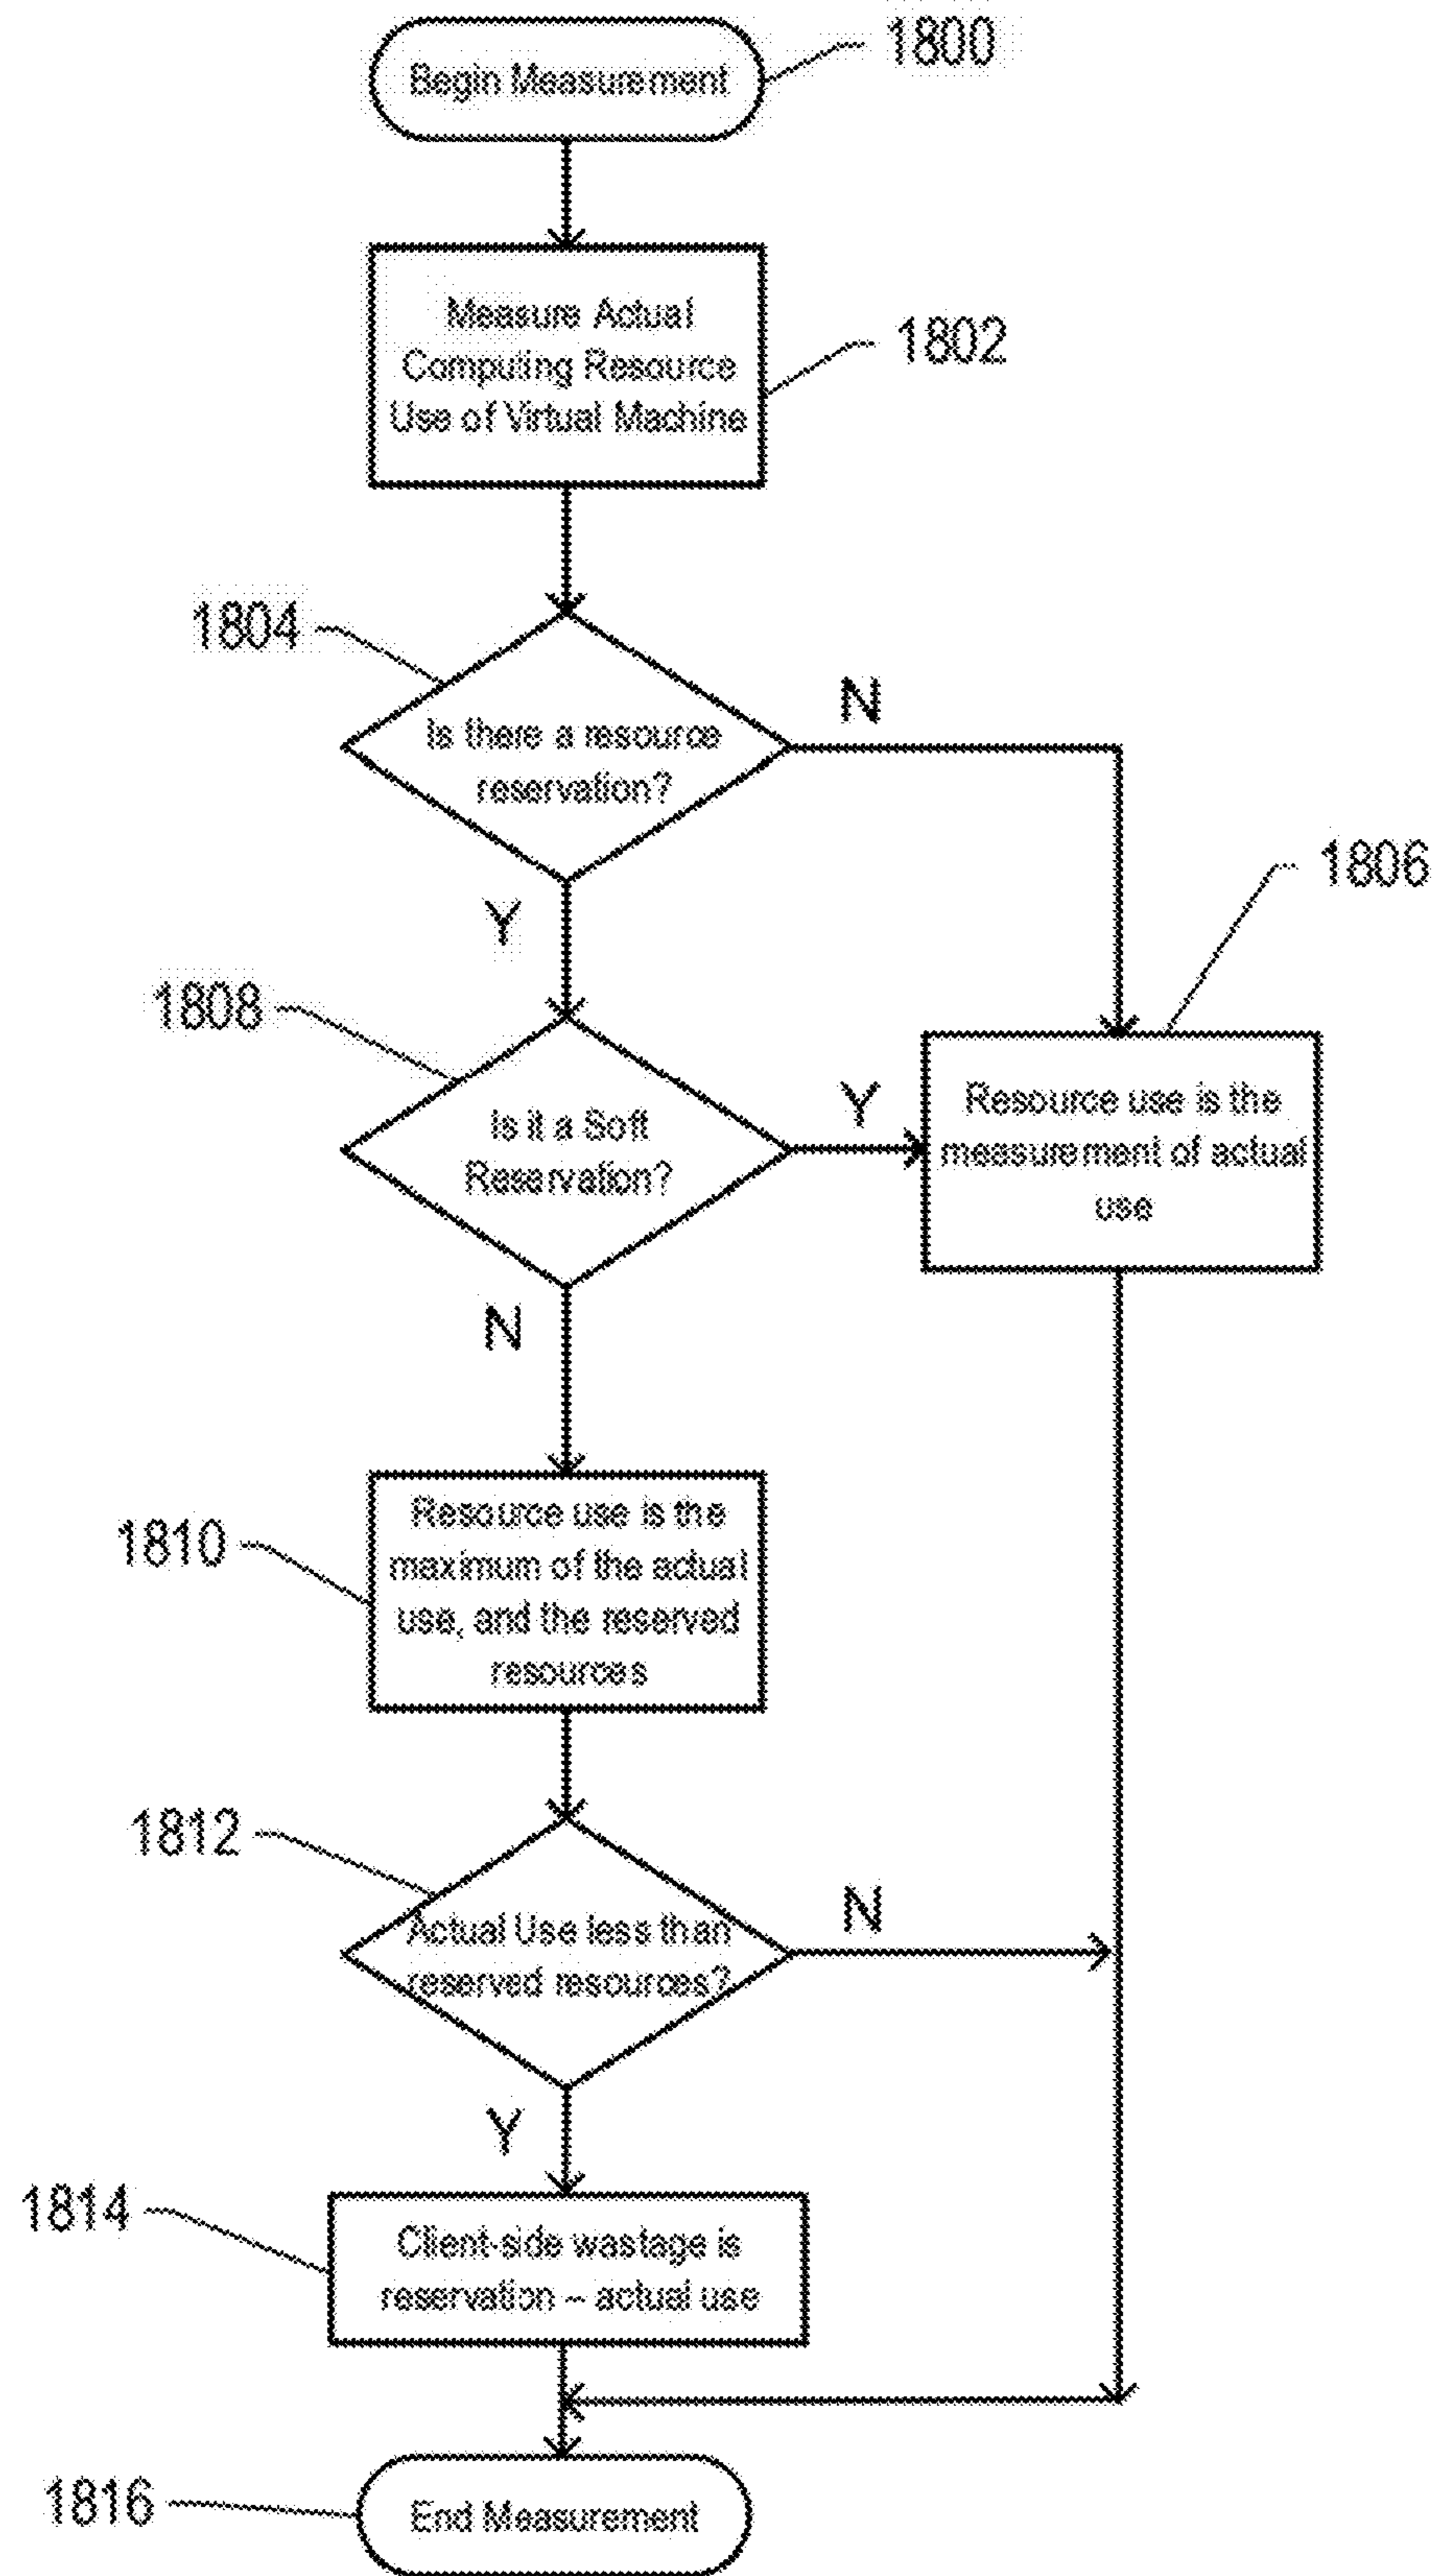 Begin Measurement
1800
Measure Actual
Computing Resource
Use of Virtual Machine
1802
1804
Is there a resource
reservation?
N
Y
1806
1808
Is it a Soft
Reservation?
Y
N
Resource use is the
measurement of actual
use
1810
Resource use is the
maximum of the actual
use, and the reserved
resources
1812
Actual Use less than
reserved resources?
N
Y
1814
Client-side wastage is
reservation – actual use
1816
End Measurement